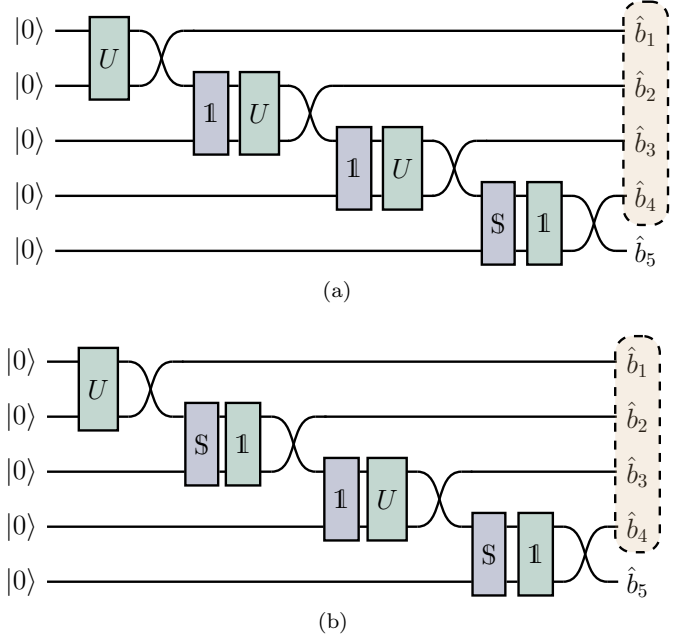 |0⟩ U b̂₁
|0⟩ 𝟙 U b̂₂
|0⟩ 𝟙 U b̂₃
|0⟩ 𝕊 𝟙 b̂₄
|0⟩ b̂₅
(a)
|0⟩ U b̂₁
|0⟩ 𝕊 𝟙 b̂₂
|0⟩ 𝟙 U b̂₃
|0⟩ 𝕊 𝟙 b̂₄
|0⟩ b̂₅
(b)